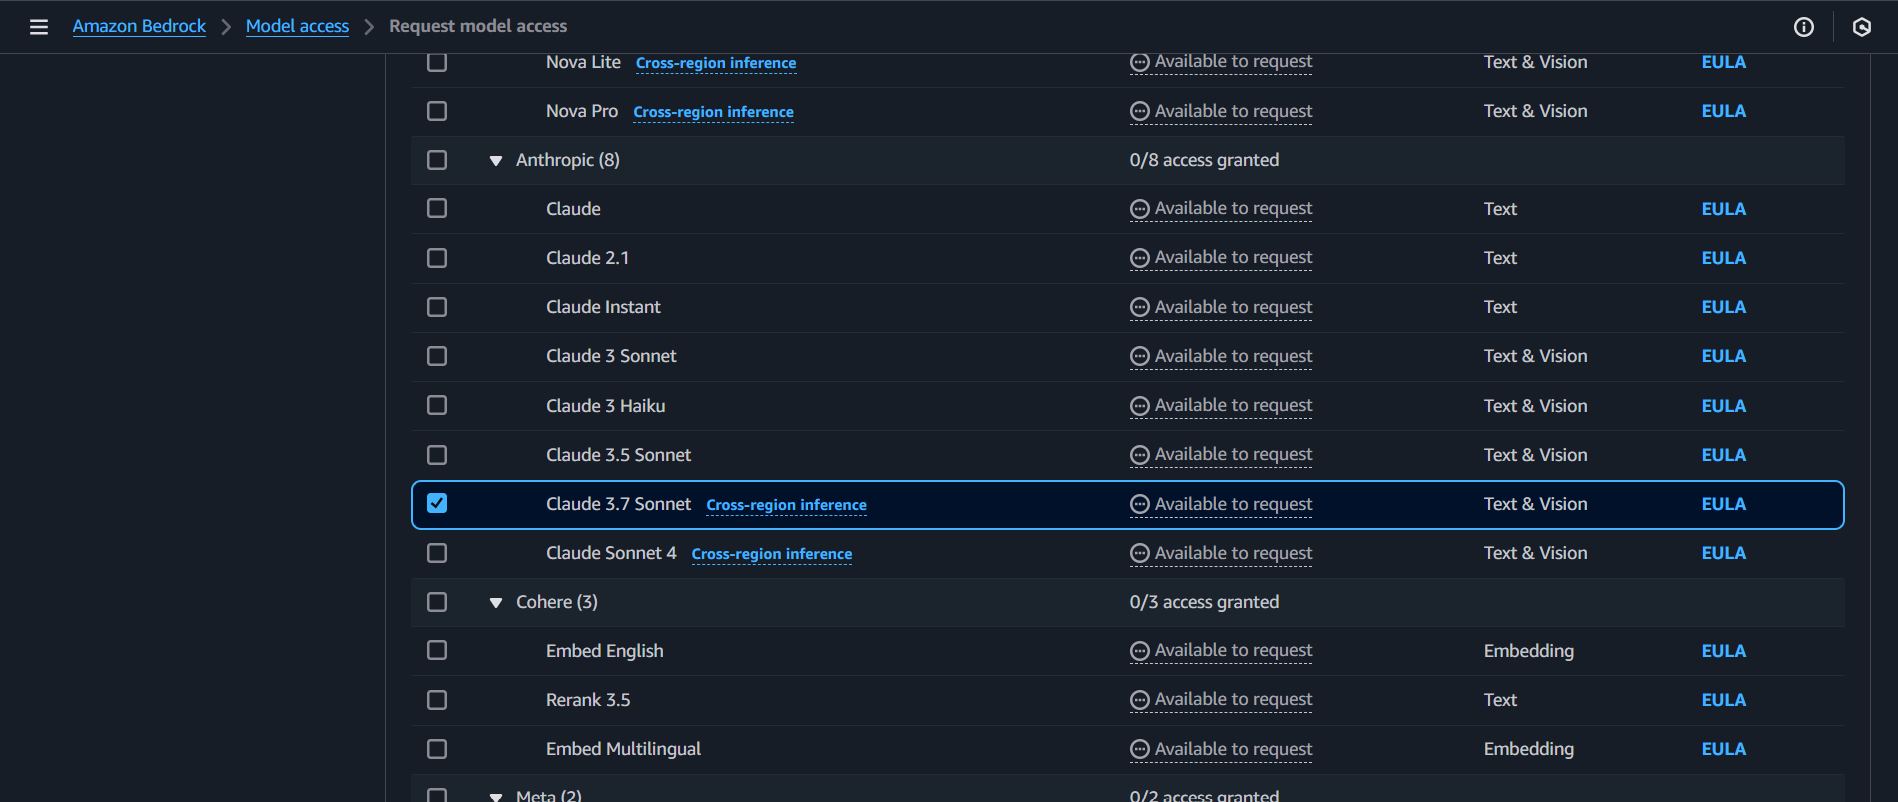 Amazon Bedrock > Model access > Request model access
Nova Lite Cross-region inference Available to request Text & Vision EULA
Nova Pro Cross-region inference Available to request Text & Vision EULA
Anthropic (8) 0/8 access granted
Claude Available to request Text EULA
Claude 2.1 Available to request Text EULA
Claude Instant Available to request Text EULA
Claude 3 Sonnet Available to request Text & Vision EULA
Claude 3 Haiku Available to request Text & Vision EULA
Claude 3.5 Sonnet Available to request Text & Vision EULA
Claude 3.7 Sonnet Cross-region inference Available to request Text & Vision EULA
Claude Sonnet 4 Cross-region inference Available to request Text & Vision EULA
Cohere (3) 0/3 access granted
Embed English Available to request Embedding EULA
Rerank 3.5 Available to request Text EULA
Embed Multilingual Available to request Embedding EULA
Meta (2) 0/2 access granted